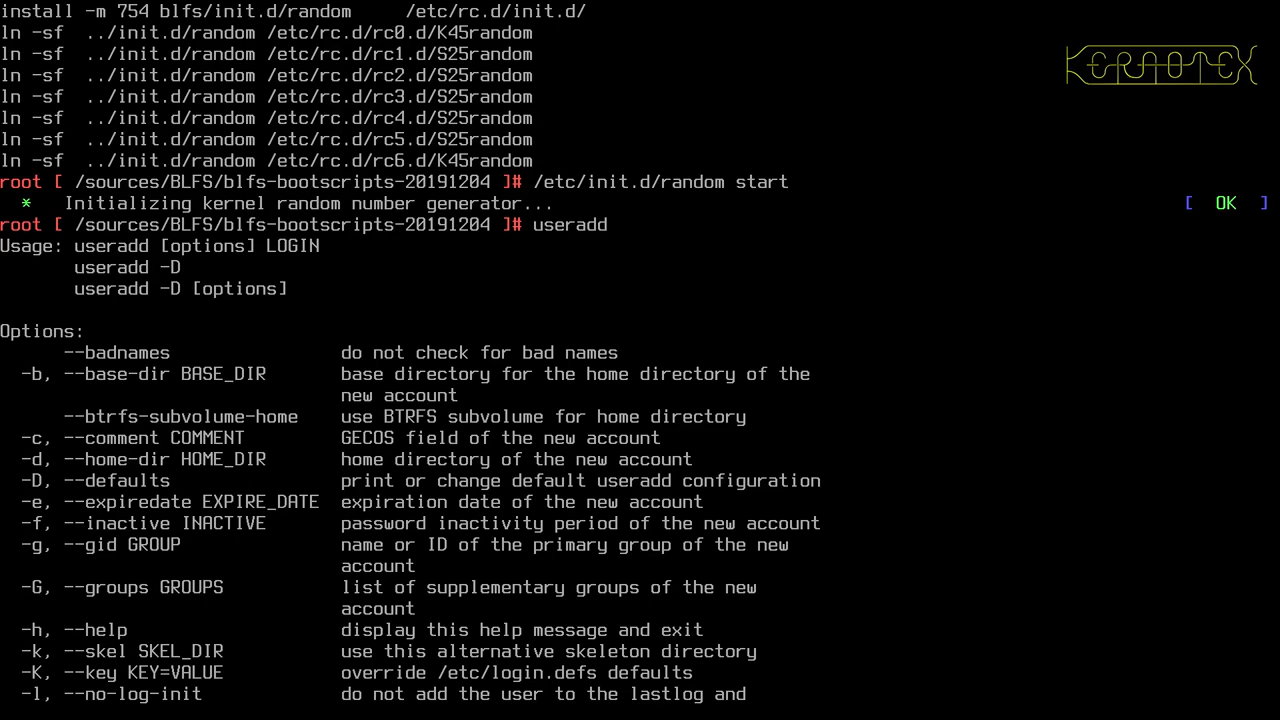 install -m 754 blfs/init.d/random     /etc/rc.d/init.d/
ln -sf  ../init.d/random /etc/rc.d/rc0.d/K45random
ln -sf  ../init.d/random /etc/rc.d/rc1.d/S25random
ln -sf  ../init.d/random /etc/rc.d/rc2.d/S25random
ln -sf  ../init.d/random /etc/rc.d/rc3.d/S25random
ln -sf  ../init.d/random /etc/rc.d/rc4.d/S25random
ln -sf  ../init.d/random /etc/rc.d/rc5.d/S25random
ln -sf  ../init.d/random /etc/rc.d/rc6.d/K45random
KERNOTEX
root [ /sources/BLFS/blfs-bootscripts-20191204 ]# /etc/init.d/random start
  *   Initializing kernel random number generator...                [  OK  ]
root [ /sources/BLFS/blfs-bootscripts-20191204 ]# useradd
Usage: useradd [options] LOGIN
       useradd -D
       useradd -D [options]

Options:
      --badnames                do not check for bad names
  -b, --base-dir BASE_DIR       base directory for the home directory of the
                                new account
      --btrfs-subvolume-home    use BTRFS subvolume for home directory
  -c, --comment COMMENT         GECOS field of the new account
  -d, --home-dir HOME_DIR       home directory of the new account
  -D, --defaults                print or change default useradd configuration
  -e, --expiredate EXPIRE_DATE  expiration date of the new account
  -f, --inactive INACTIVE       password inactivity period of the new account
  -g, --gid GROUP               name or ID of the primary group of the new
                                account
  -G, --groups GROUPS           list of supplementary groups of the new
                                account
  -h, --help                    display this help message and exit
  -k, --skel SKEL_DIR           use this alternative skeleton directory
  -K, --key KEY=VALUE           override /etc/login.defs defaults
  -l, --no-log-init             do not add the user to the lastlog and